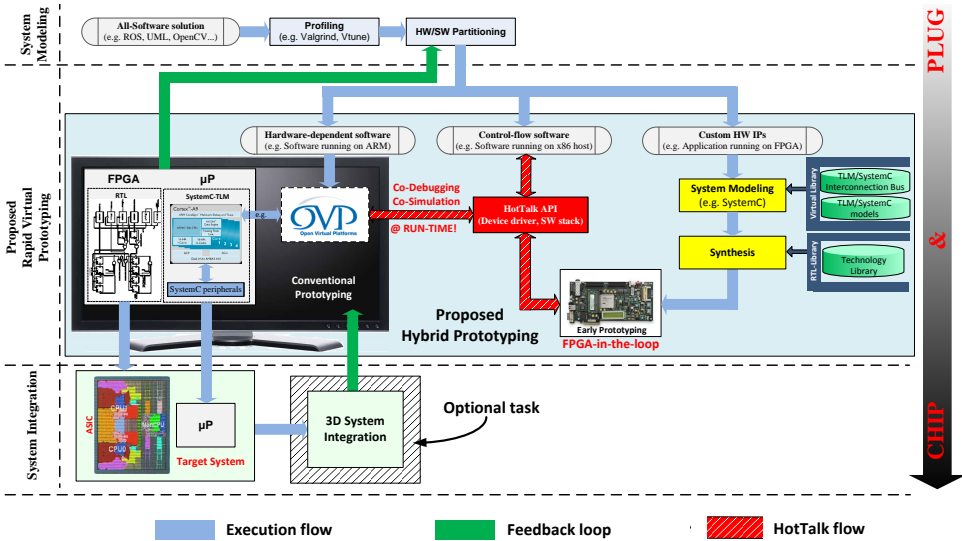 System
Modeling
All-Software solution
(e.g. ROS, UML, OpenCV...)
Profiling
(e.g. Valgrind, Vtune)
HW/SW Partitioning
PLUG
&
CHIP
Proposed
Rapid Virtual
Prototyping
Hardware-dependent software
(e.g. Software running on ARM)
Control-flow software
(e.g. Software running on x86 host)
Custom HW IPs
(e.g. Application running on FPGA)
FPGA
RTL
μP
SystemC-TLM
Cortex-A9
e.g.
SystemC peripherals
OVP
Open Virtual Platforms
Conventional
Prototyping
Co-Debugging
Co-Simulation
@ RUN-TIME!
HotTalk API
(Device driver, SW stack)
System Modeling
(e.g. SystemC)
Virtual Library
TLM/SystemC
Interconnection Bus
TLM/SystemC
models
Synthesis
RTL-Library
Technology
Library
Early Prototyping
FPGA-in-the-loop
Proposed
Hybrid Prototyping
System Integration
ASIC
CPU0
μP
Target System
3D System
Integration
Optional task
Execution flow
Feedback loop
HotTalk flow